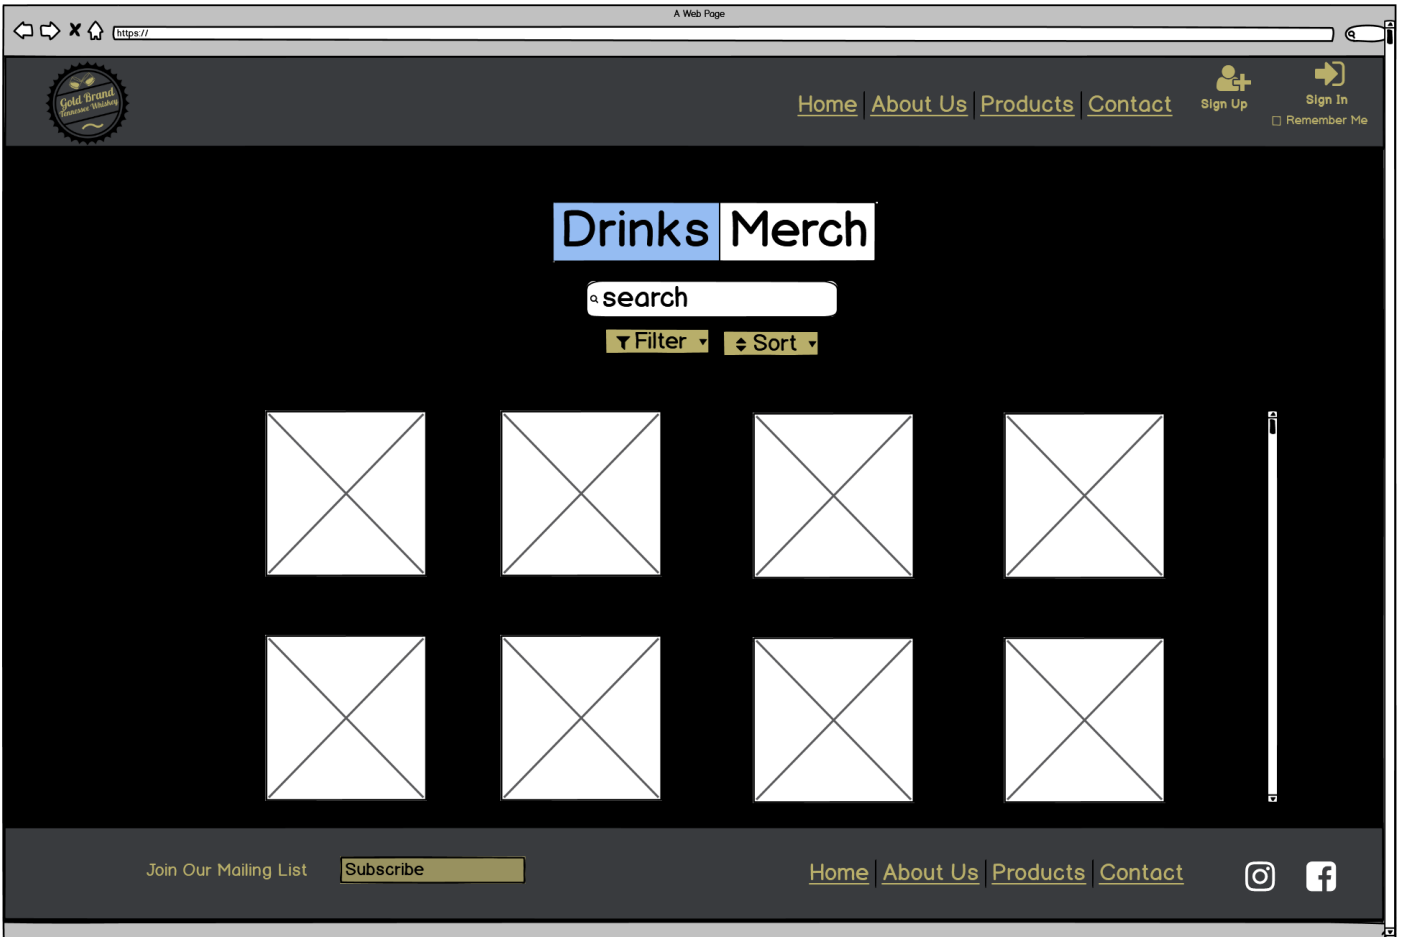 A Web Page
https://
Gold Brand
Tennessee Whiskey
Home About Us Products Contact
Sign Up
Sign In
Remember Me
Drinks Merch
search
Filter
Sort
Join Our Mailing List
Subscribe
Home About Us Products Contact